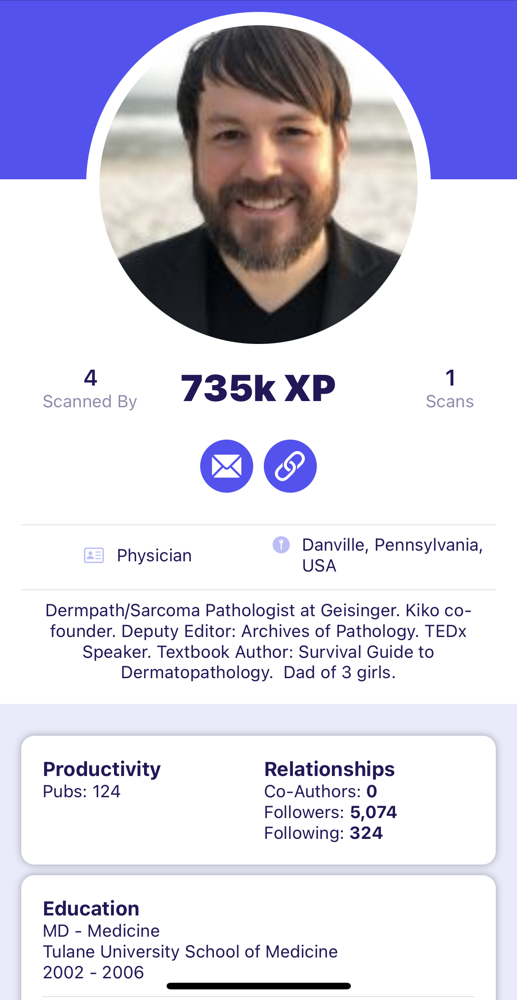 4
Scanned By
735k XP
1
Scans
Physician
Danville, Pennsylvania,
USA
Dermpath/Sarcoma Pathologist at Geisinger. Kiko co-
founder. Deputy Editor: Archives of Pathology. TEDx
Speaker. Textbook Author: Survival Guide to
Dermatopathology.  Dad of 3 girls.
Productivity
Pubs: 124
Relationships
Co-Authors: 0
Followers: 5,074
Following: 324
Education
MD - Medicine
Tulane University School of Medicine
2002 - 2006